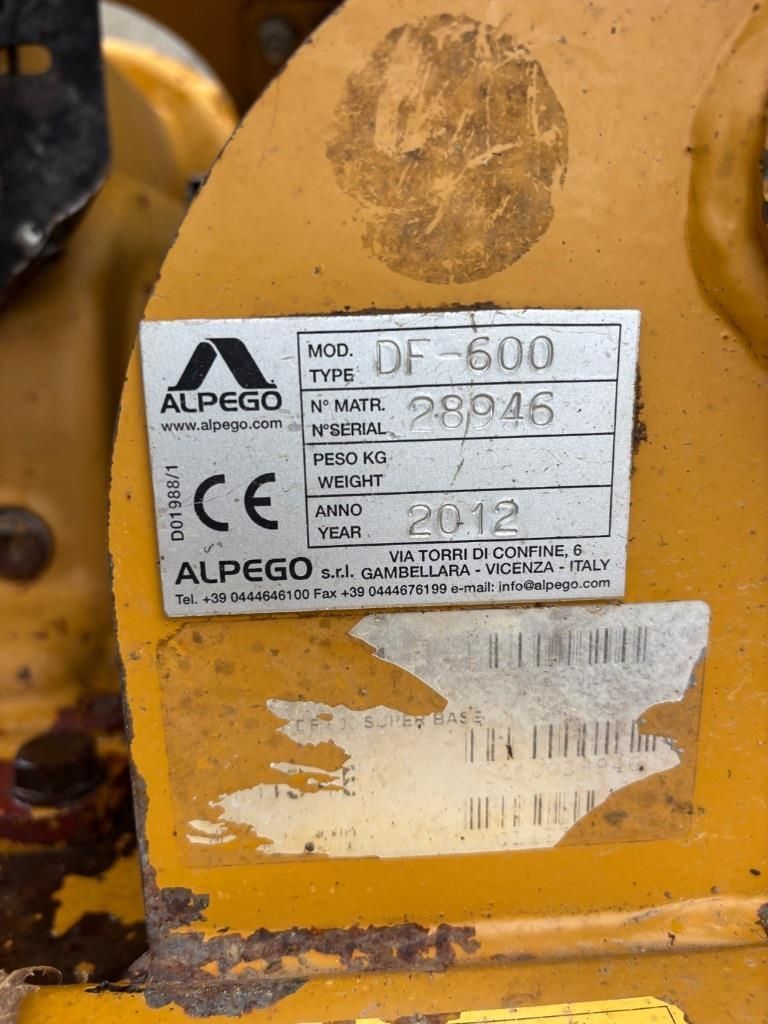 ALPEGO
www.alpego.com
D01988/1
CE
MOD. TYPE DF-600
N° MATR. N°SERIAL 28946
PESO KG WEIGHT
ANNO YEAR 2012
ALPEGO s.r.l. VIA TORRI DI CONFINE, 6
GAMBELLARA - VICENZA - ITALY
Tel. +39 0444646100 Fax +39 0444676199 e-mail: info@alpego.com
SUPER BASE